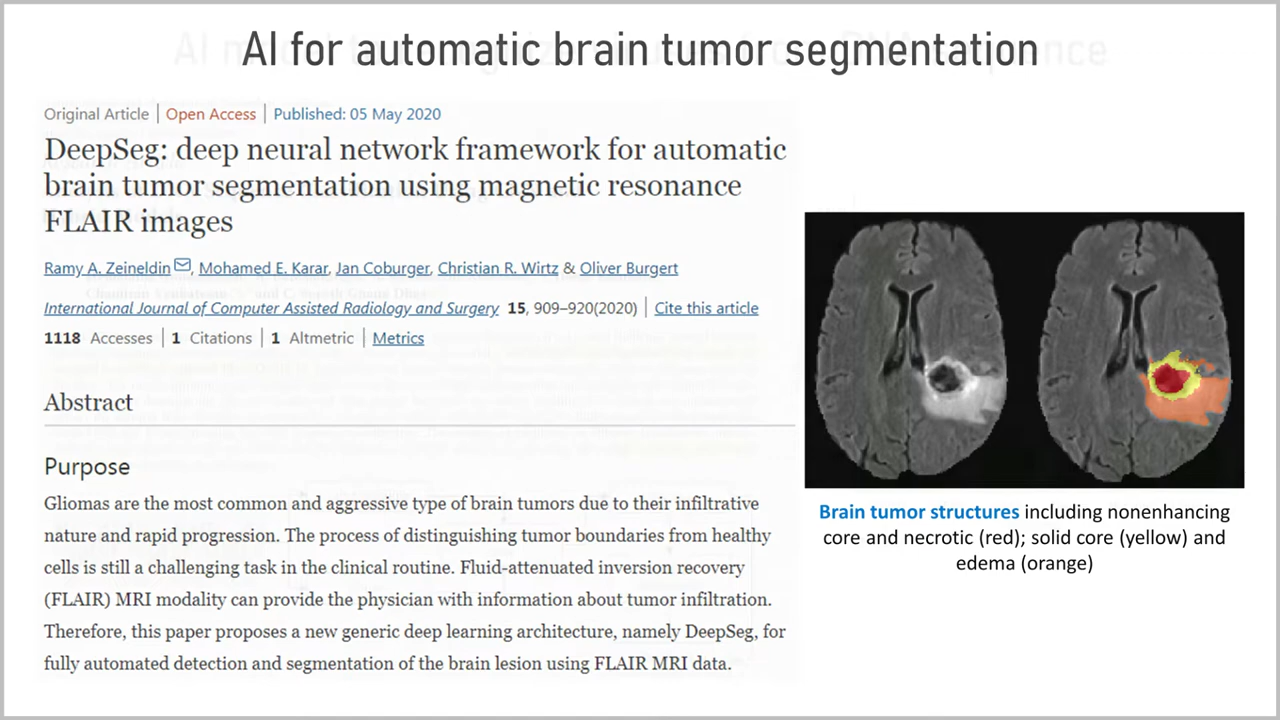 AI for automatic brain tumor segmentation
Original Article | Open Access | Published: 05 May 2020
DeepSeg: deep neural network framework for automatic
brain tumor segmentation using magnetic resonance
FLAIR images
Ramy A. Zeineldin, Mohamed E. Karar, Jan Coburger, Christian R. Wirtz & Oliver Burgert
International Journal of Computer Assisted Radiology and Surgery 15, 909–920(2020) | Cite this article
1118 Accesses | 1 Citations | 1 Altmetric | Metrics
Abstract
Purpose
Gliomas are the most common and aggressive type of brain tumors due to their infiltrative
nature and rapid progression. The process of distinguishing tumor boundaries from healthy
cells is still a challenging task in the clinical routine. Fluid-attenuated inversion recovery
(FLAIR) MRI modality can provide the physician with information about tumor infiltration.
Therefore, this paper proposes a new generic deep learning architecture, namely DeepSeg, for
fully automated detection and segmentation of the brain lesion using FLAIR MRI data.
Brain tumor structures including nonenhancing
core and necrotic (red); solid core (yellow) and
edema (orange)